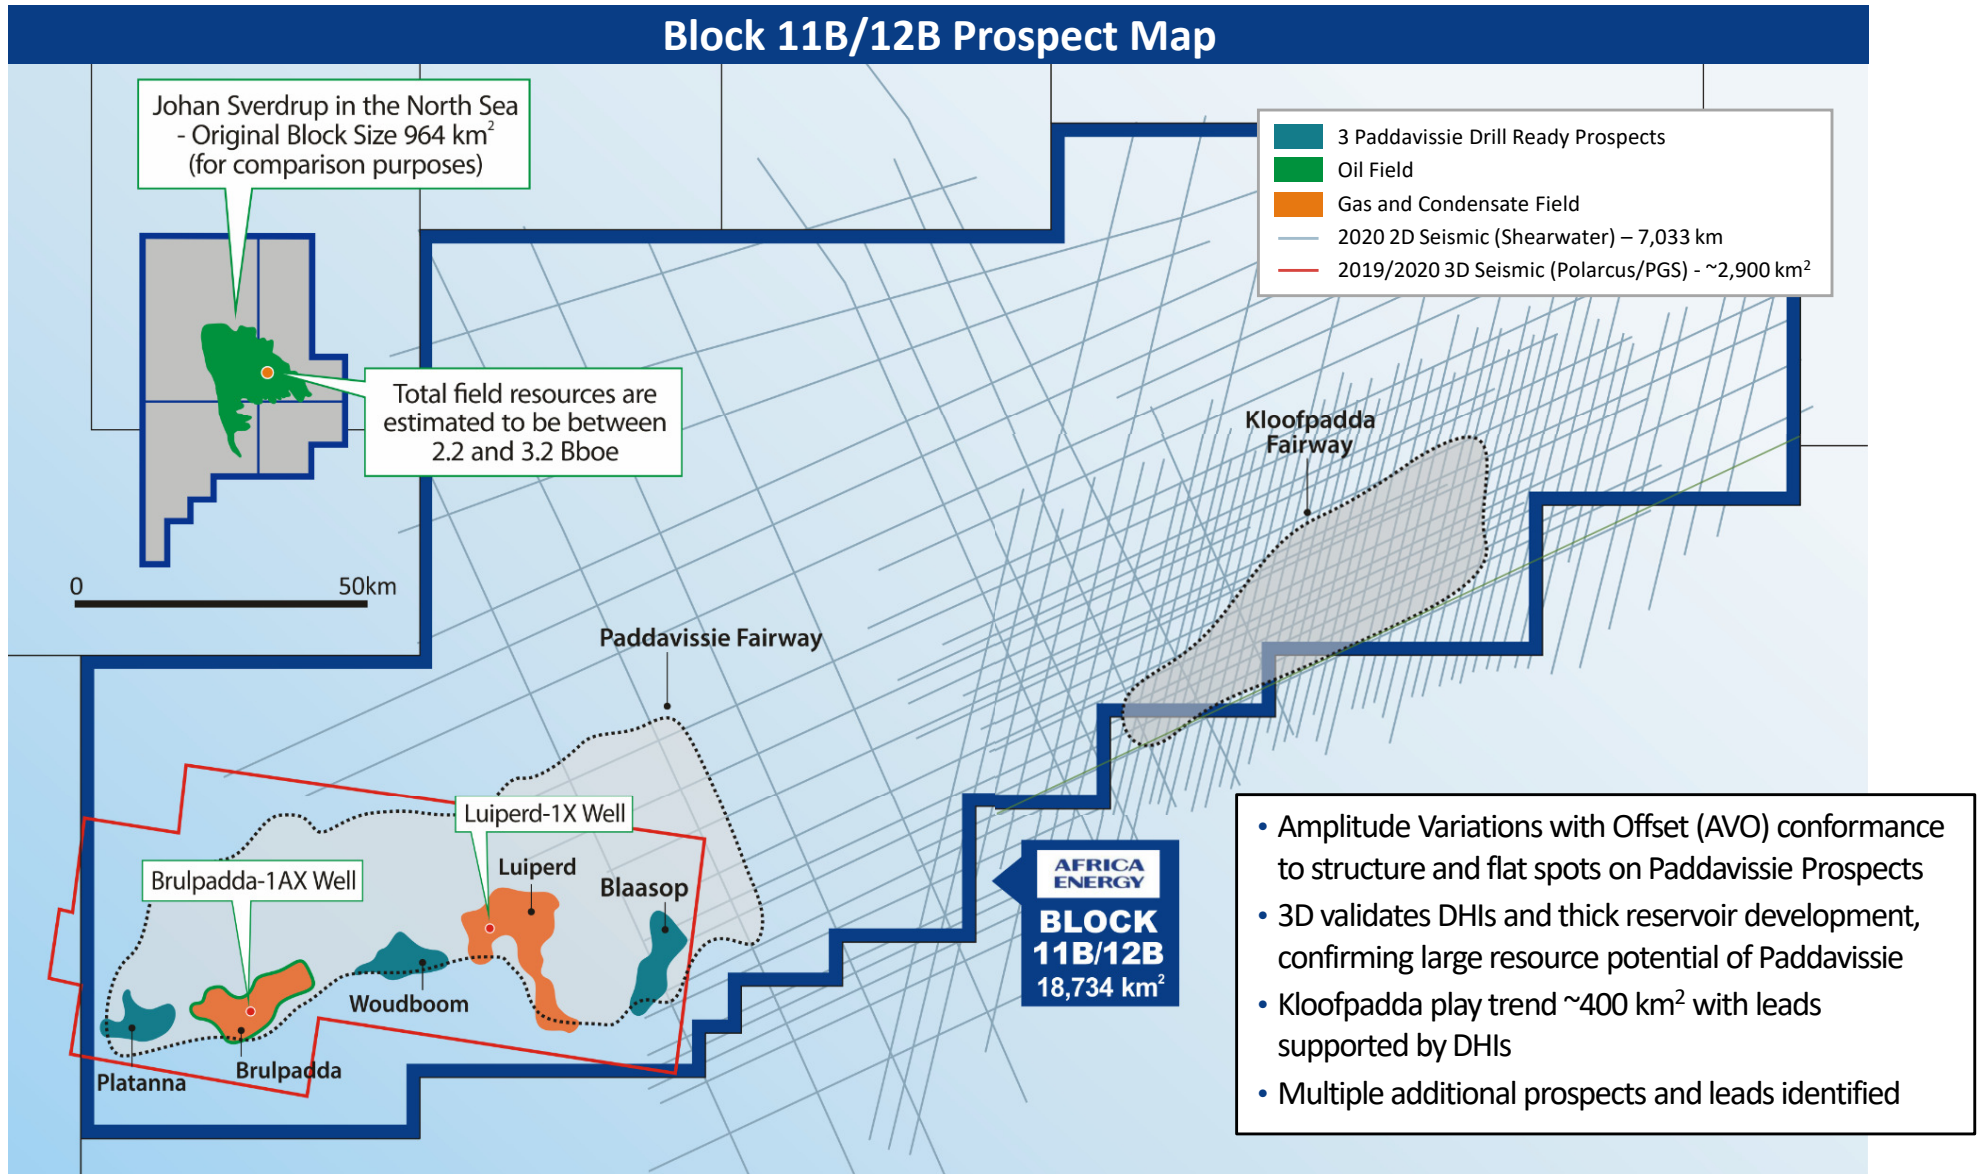 Block 11B/12B Prospect Map
Johan Sverdrup in the North Sea
- Original Block Size 964 km²
(for comparison purposes)
3 Paddavissie Drill Ready Prospects
Oil Field
Gas and Condensate Field
2020 2D Seismic (Shearwater) – 7,033 km
2019/2020 3D Seismic (Polarcus/PGS) - ~2,900 km²
Total field resources are
estimated to be between
2.2 and 3.2 Bboe
Kloofpadda
Fairway
0 50km
Paddavissie Fairway
Luiperd-1X Well
Brulpadda-1AX Well
Luiperd
Blaasop
Woudboom
Platanna
Brulpadda
AFRICA
ENERGY
BLOCK
11B/12B
18,734 km²
• Amplitude Variations with Offset (AVO) conformance
to structure and flat spots on Paddavissie Prospects
• 3D validates DHIs and thick reservoir development,
confirming large resource potential of Paddavissie
• Kloofpadda play trend ~400 km² with leads
supported by DHIs
• Multiple additional prospects and leads identified